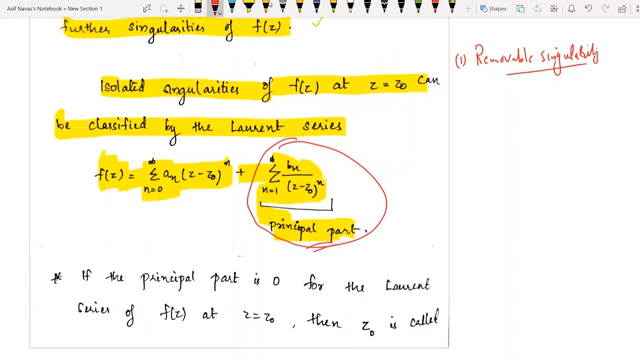 Asif Navas's Notebook > New Section 1
further singularities of f(z).
(1) Removable singularity
Isolated singularities of f(z) at z = z₀ can
be classified by the Laurent series
f(z) = ∑_{n=0}^{∞} aₙ (z - z₀)ⁿ + ∑_{n=1}^{∞} bₙ/(z - z₀)ⁿ
principal part.
* If the principal part is 0 for the Laurent
series of f(z) at z = z₀, then z₀ is called